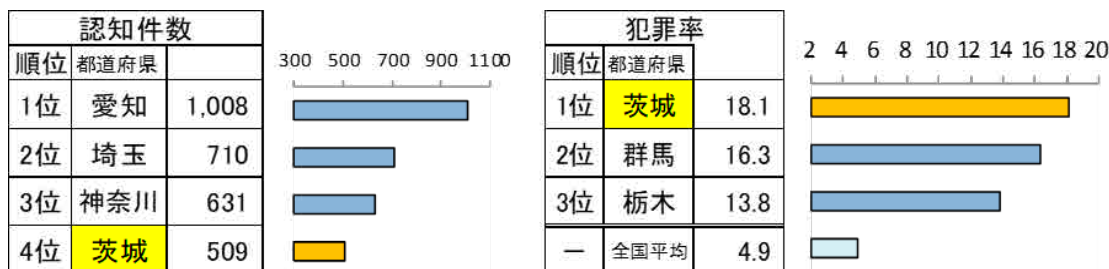 認知件数
順位 都道府県
1位 愛知 1,008
2位 埼玉 710
3位 神奈川 631
4位 茨城 509
300 500 700 900 1100
犯罪率
順位 都道府県
1位 茨城 18.1
2位 群馬 16.3
3位 栃木 13.8
― 全国平均 4.9
2 4 6 8 10 12 14 16 18 20